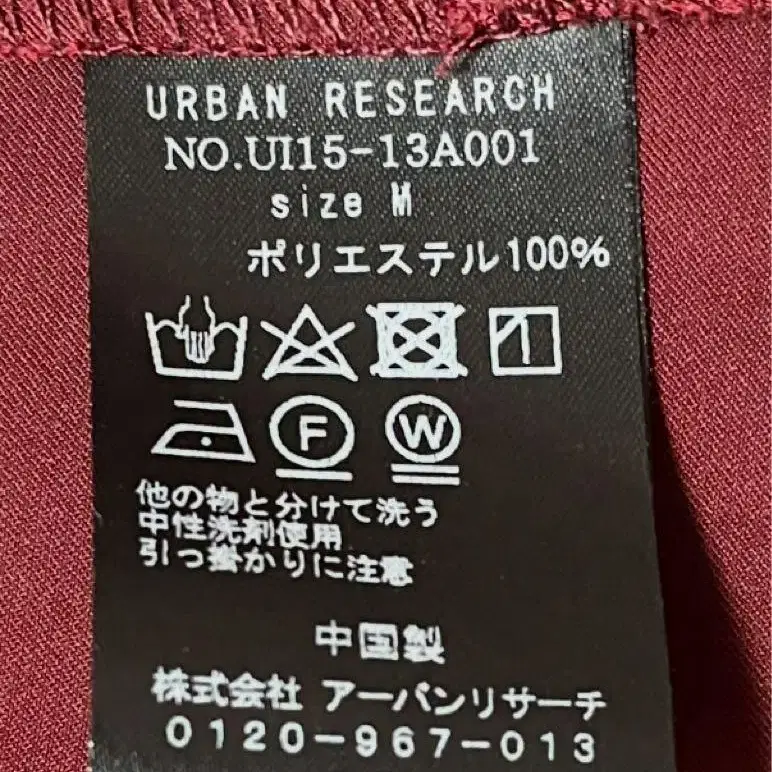 URBAN RESEARCH
NO.UI15-13A001
size M
ポリエステル100%
F W
他の物と分けて洗う
中性洗剤使用
引っ掛かりに注意
中国製
株式会社 アーバンリサーチ
0120-967-013